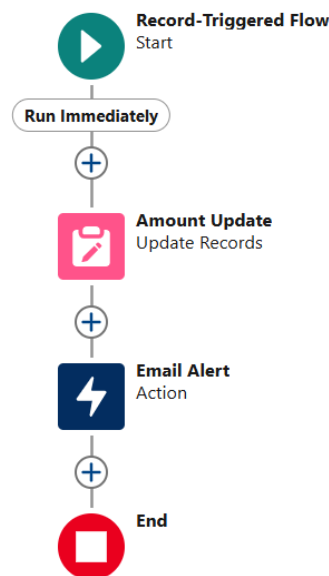 Record-Triggered Flow
Start
Run Immediately
Amount Update
Update Records
Email Alert
Action
End